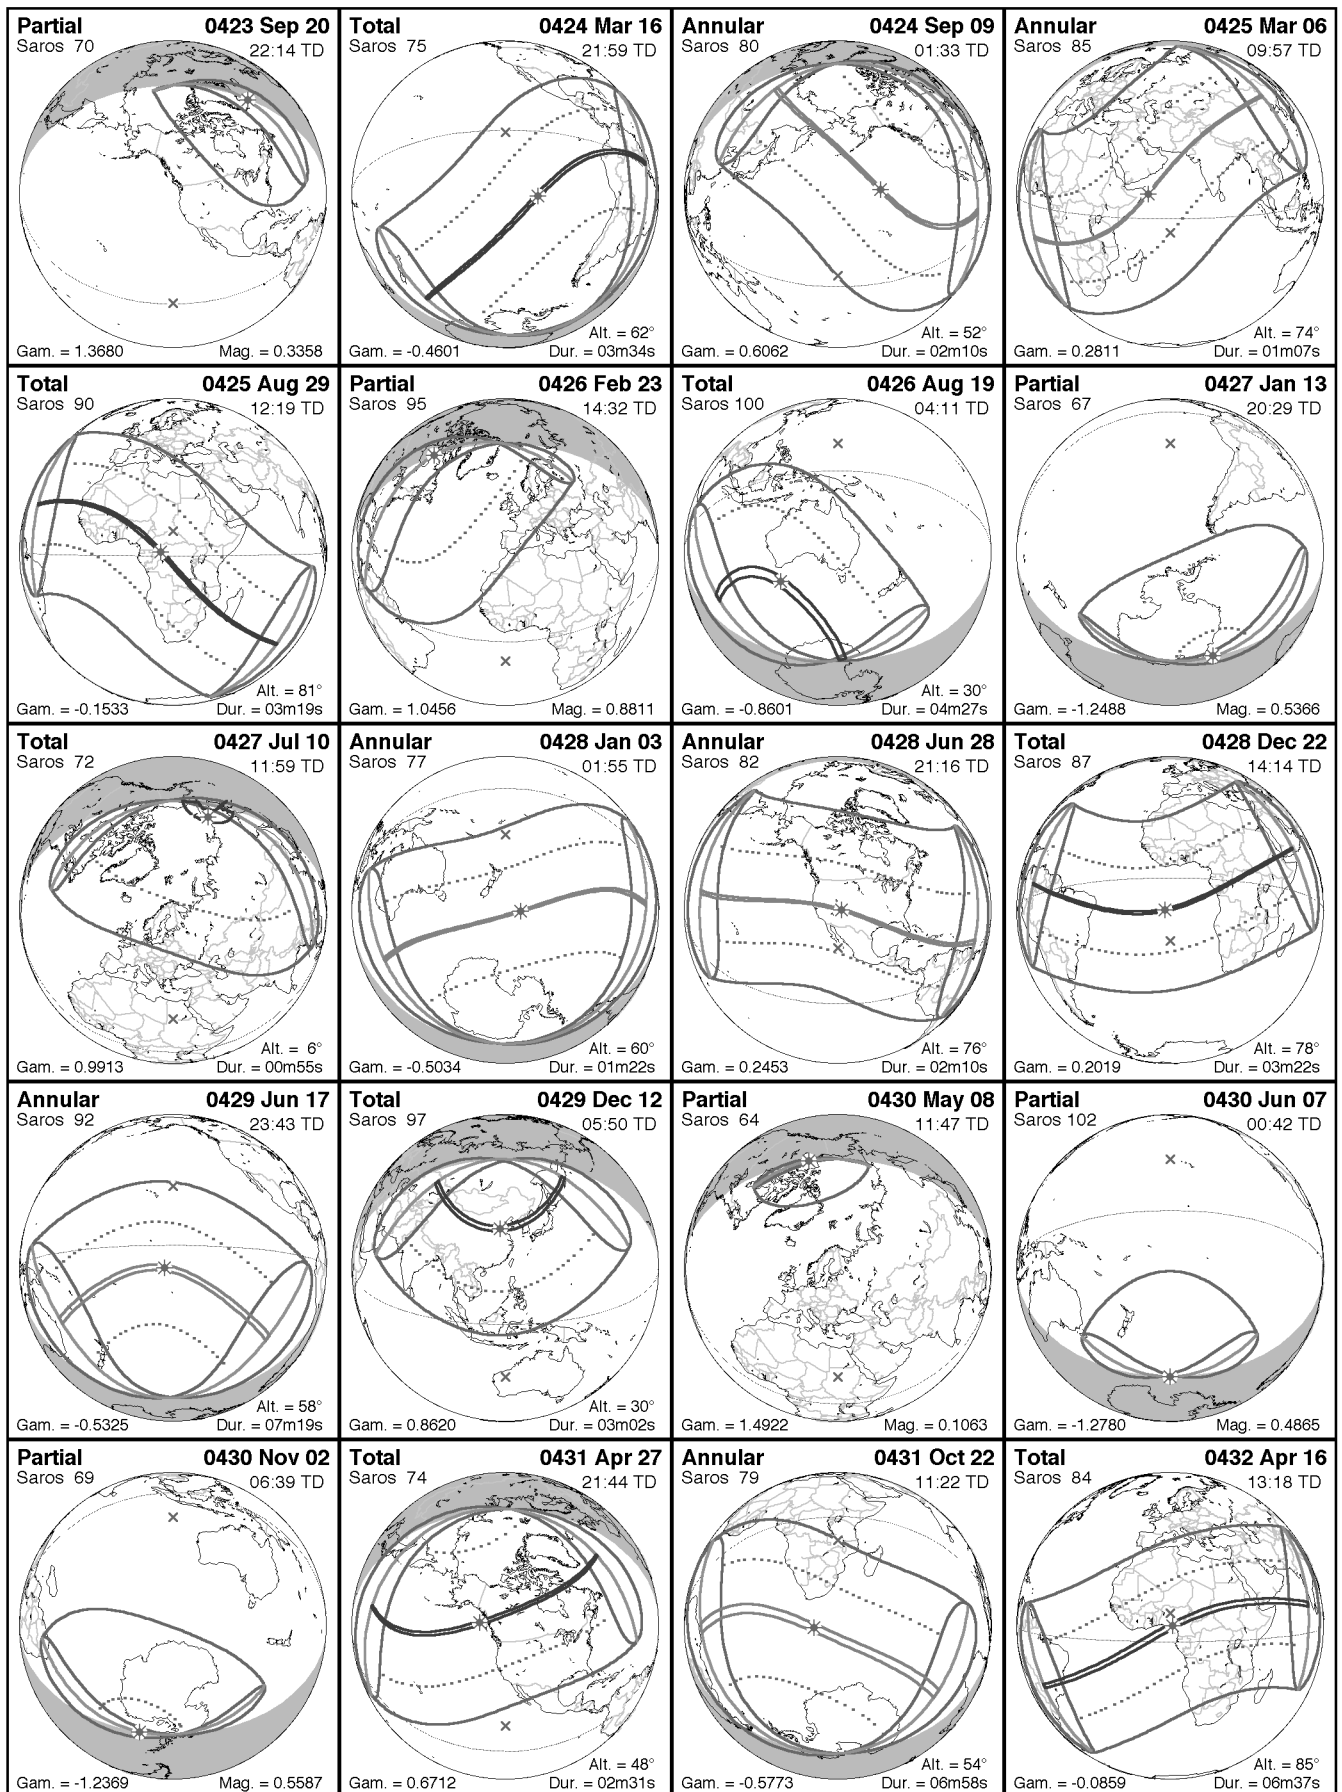 Partial 0423 Sep 20
Saros 70 22:14 TD
Gam. = 1.3680 Mag. = 0.3358
Total 0424 Mar 16
Saros 75 21:59 TD
Alt. = 62°
Gam. = -0.4601 Dur. = 03m34s
Annular 0424 Sep 09
Saros 80 01:33 TD
Alt. = 52°
Gam. = 0.6062 Dur. = 02m10s
Annular 0425 Mar 06
Saros 85 09:57 TD
Alt. = 74°
Gam. = 0.2811 Dur. = 01m07s
Total 0425 Aug 29
Saros 90 12:19 TD
Alt. = 81°
Gam. = -0.1533 Dur. = 03m19s
Partial 0426 Feb 23
Saros 95 14:32 TD
Gam. = 1.0456 Mag. = 0.8811
Total 0426 Aug 19
Saros 100 04:11 TD
Alt. = 30°
Gam. = -0.8601 Dur. = 04m27s
Partial 0427 Jan 13
Saros 67 20:29 TD
Gam. = -1.2488 Mag. = 0.5366
Total 0427 Jul 10
Saros 72 11:59 TD
Alt. = 6°
Gam. = 0.9913 Dur. = 00m55s
Annular 0428 Jan 03
Saros 77 01:55 TD
Alt. = 60°
Gam. = -0.5034 Dur. = 01m22s
Annular 0428 Jun 28
Saros 82 21:16 TD
Alt. = 76°
Gam. = 0.2453 Dur. = 02m10s
Total 0428 Dec 22
Saros 87 14:14 TD
Alt. = 78°
Gam. = 0.2019 Dur. = 03m22s
Annular 0429 Jun 17
Saros 92 23:43 TD
Alt. = 58°
Gam. = -0.5325 Dur. = 07m19s
Total 0429 Dec 12
Saros 97 05:50 TD
Alt. = 30°
Gam. = 0.8620 Dur. = 03m02s
Partial 0430 May 08
Saros 64 11:47 TD
Gam. = 1.4922 Mag. = 0.1063
Partial 0430 Jun 07
Saros 102 00:42 TD
Gam. = -1.2780 Mag. = 0.4865
Partial 0430 Nov 02
Saros 69 06:39 TD
Gam. = -1.2369 Mag. = 0.5587
Total 0431 Apr 27
Saros 74 21:44 TD
Alt. = 48°
Gam. = 0.6712 Dur. = 02m31s
Annular 0431 Oct 22
Saros 79 11:22 TD
Alt. = 54°
Gam. = -0.5773 Dur. = 06m58s
Total 0432 Apr 16
Saros 84 13:18 TD
Alt. = 85°
Gam. = -0.0859 Dur. = 06m37s